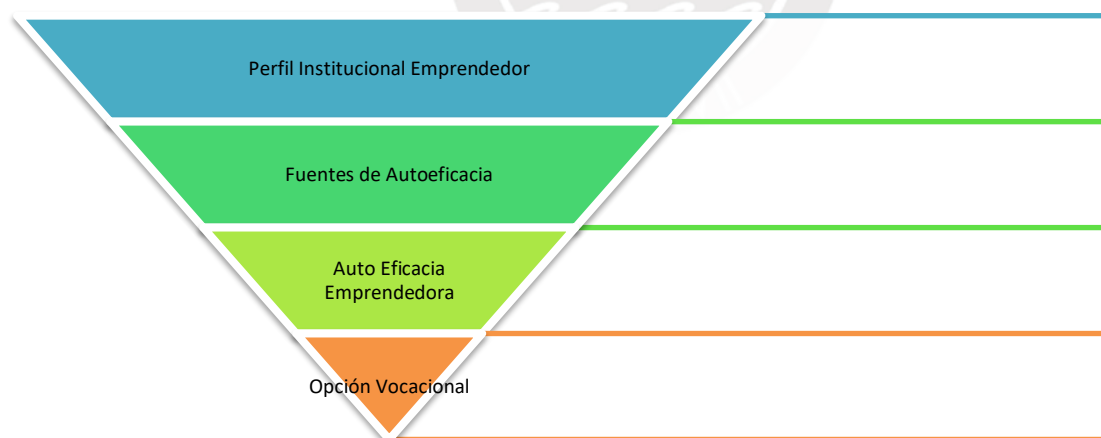 Perfil Institucional Emprendedor
Fuentes de Autoeficacia
Auto Eficacia
Emprendedora
Opción Vocacional